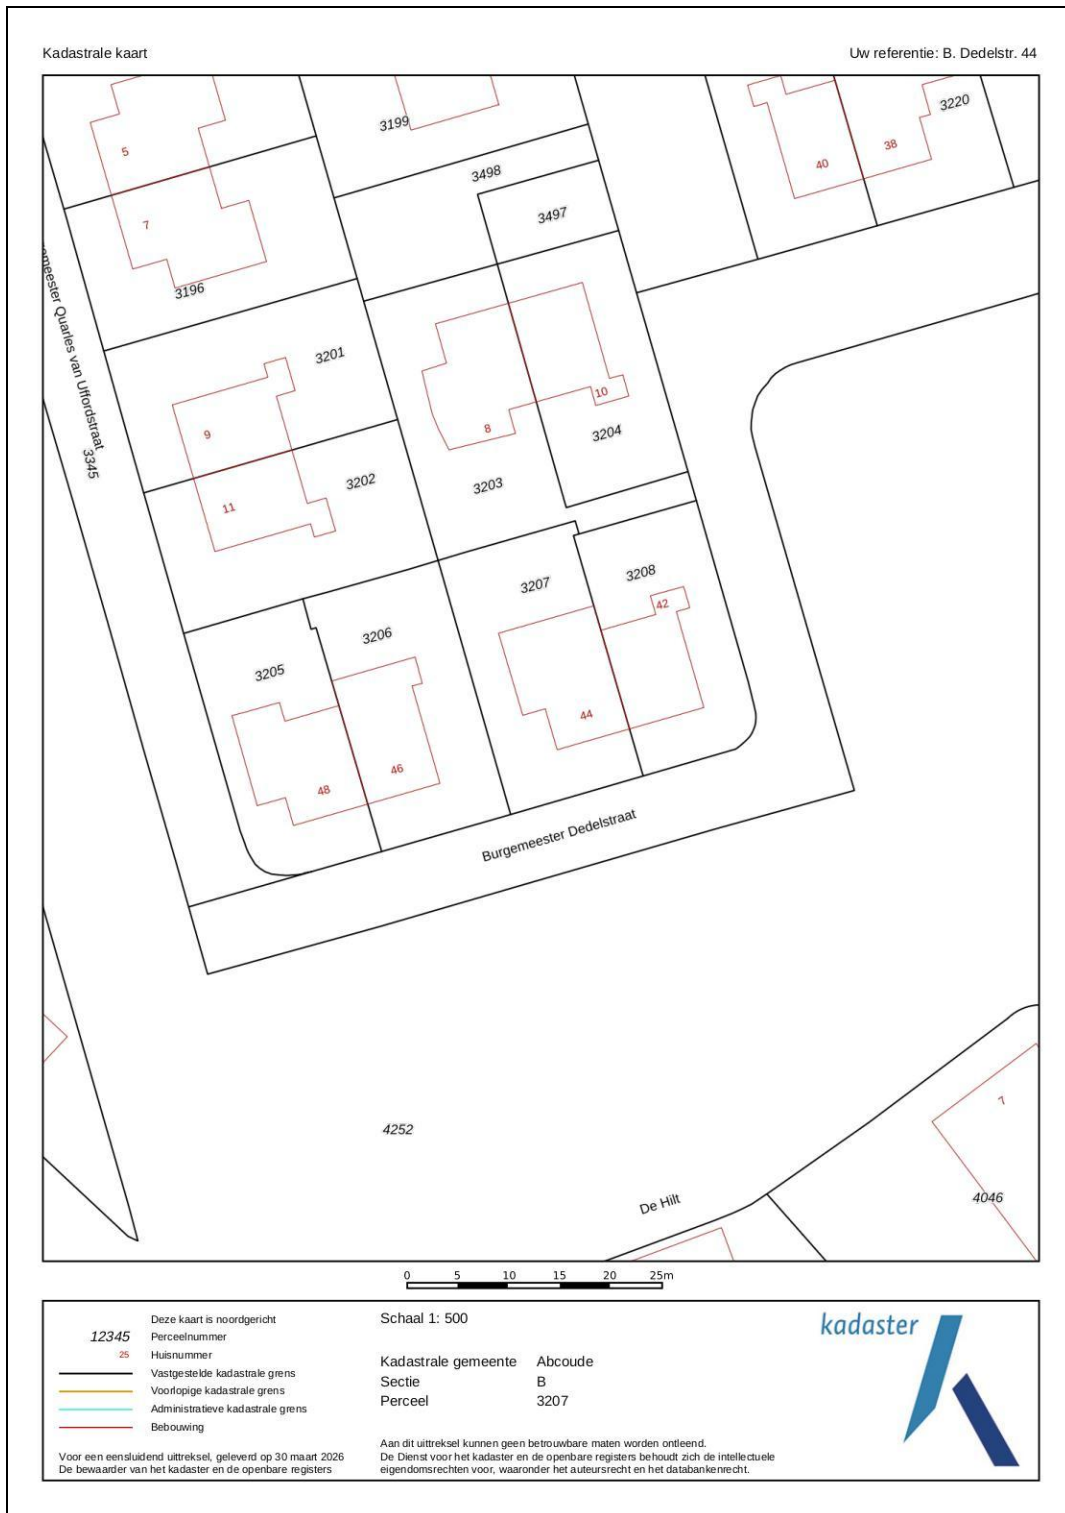 Kadastrale kaart
Uw referentie: B. Dedelstr. 44
3199
3220
5
40
38
3498
7
3497
3196
emeester Quarles van Uffordstraat
3201
10
8
9
3204
3345
3202
3203
11
3207
3208
42
3206
3205
44
46
48
Burgemeester Dedelstraat
7
4252
De Hilt
4046
0 5 10 15 20 25m
Deze kaart is noordgericht
12345 Perceelnummer
25 Huisnummer
Vastgestelde kadastrale grens
Voorlopige kadastrale grens
Administratieve kadastrale grens
Bebouwing
Voor een eensluidend uittreksel, geleverd op 30 maart 2026
De bewaarder van het kadaster en de openbare registers
Schaal 1: 500
Kadastrale gemeente Abcoude
Sectie B
Perceel 3207
Aan dit uittreksel kunnen geen betrouwbare maten worden ontleend.
De Dienst voor het kadaster en de openbare registers behoudt zich de intellectuele
eigendomsrechten voor, waaronder het auteursrecht en het databankenrecht.
kadaster